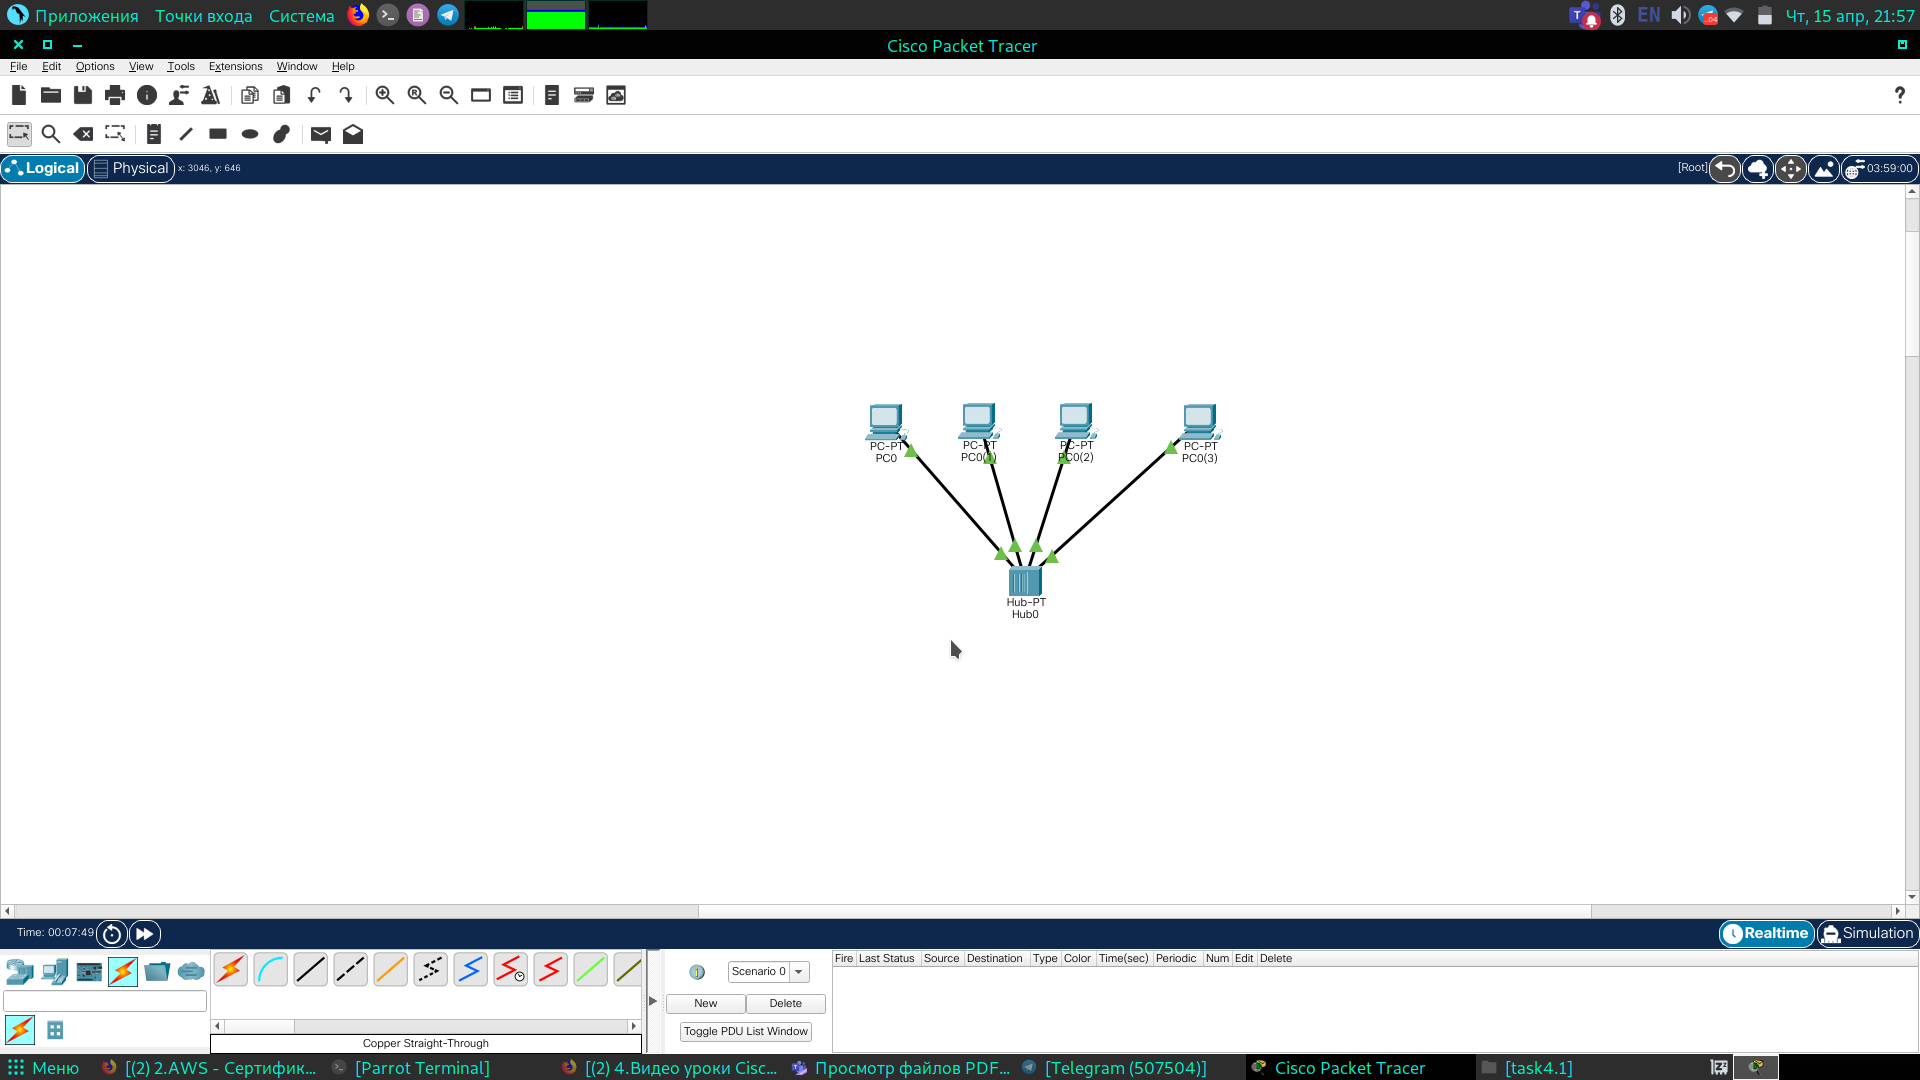 Приложения Точки входа Система EN Чт, 15 апр, 21:57
Cisco Packet Tracer
File Edit Options View Tools Extensions Window Help
Logical Physical x: 3046, y: 646 [Root] 03:59:00
PC-PT PC-PT PC-PT PC-PT
PC0 PC0(1) PC0(2) PC0(3)
Hub-PT
Hub0
Time: 00:07:49 Realtime Simulation
Fire Last Status Source Destination Type Color Time(sec) Periodic Num Edit Delete
Scenario 0
New Delete
Toggle PDU List Window
Copper Straight-Through
Меню [(2) 2.AWS - Сертифик... [Parrot Terminal] [(2) 4.Видео уроки Cisc... Просмотр файлов PDF... [Telegram (507504)] Cisco Packet Tracer [task4.1]